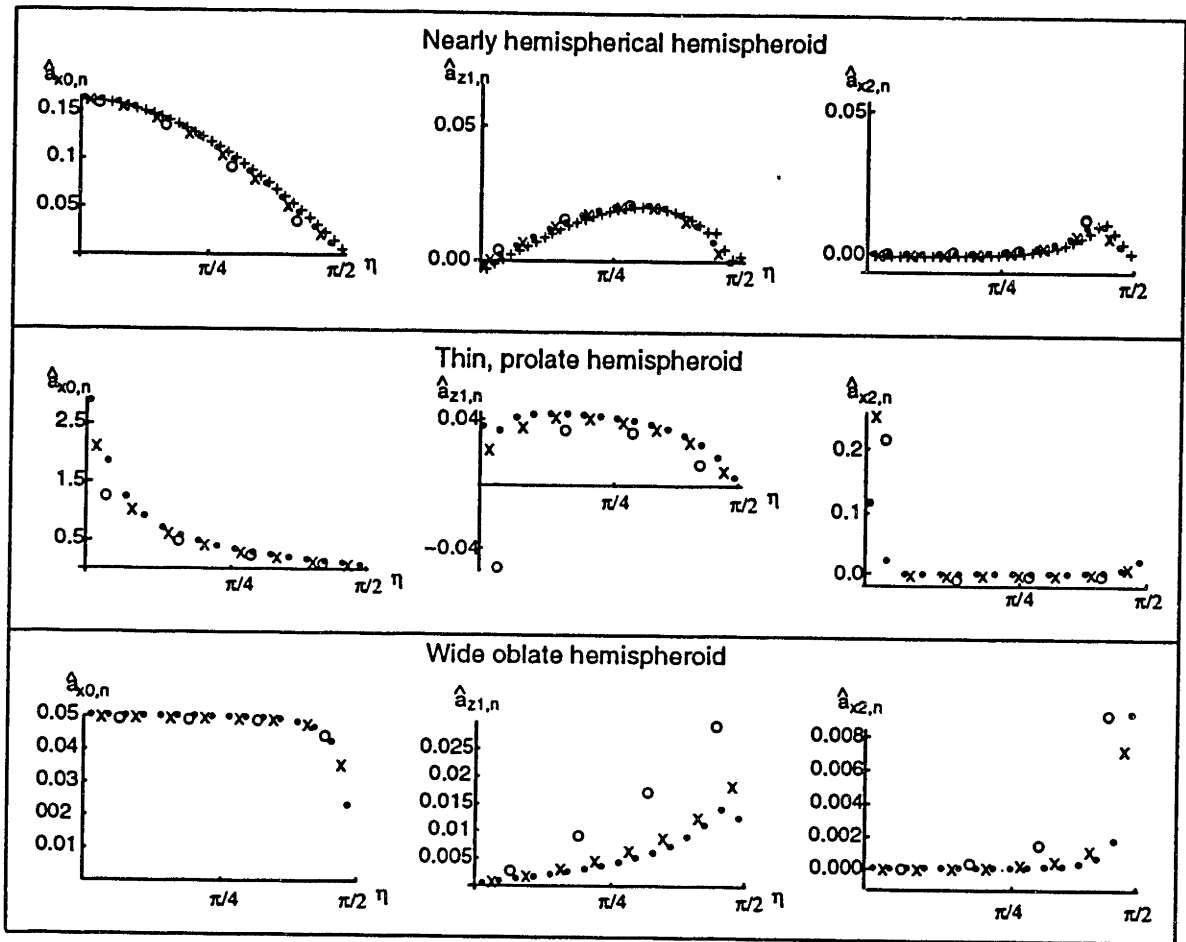 Nearly hemispherical hemispheroid
âx0,n
0.15
0.1
0.05
π/4
π/2 η
âz1,n
0.05
0.00
π/4
π/2 η
âx2,n
0.05
0.00
π/4
π/2
Thin, prolate hemispheroid
âx0,n
2.5
1.5
0.5
π/4
π/2 η
âz1,n
0.04
−0.04
π/4
π/2 η
âx2,n
0.2
0.1
0.0
π/4
π/2
Wide oblate hemispheroid
âx0,n
0.05
0.04
0.03
002
0.01
π/4
π/2 η
âz1,n
0.025
0.02
0.015
0.01
0.005
π/4
π/2 η
âx2,n
0.008
0.006
0.004
0.002
0.000
π/4
π/2